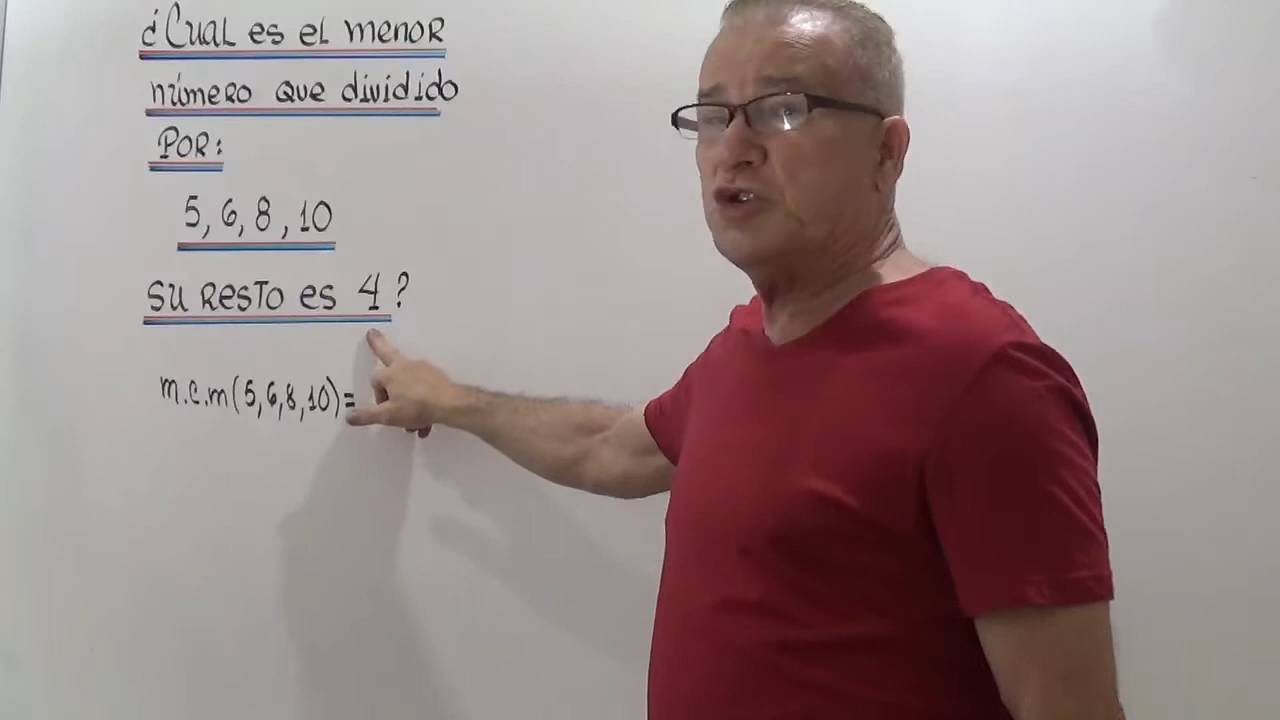 ¿Cual es el menor
número que dividido
POR:
5, 6, 8, 10
SU RESTO es 4?
m.c.m(5,6,8,10)=